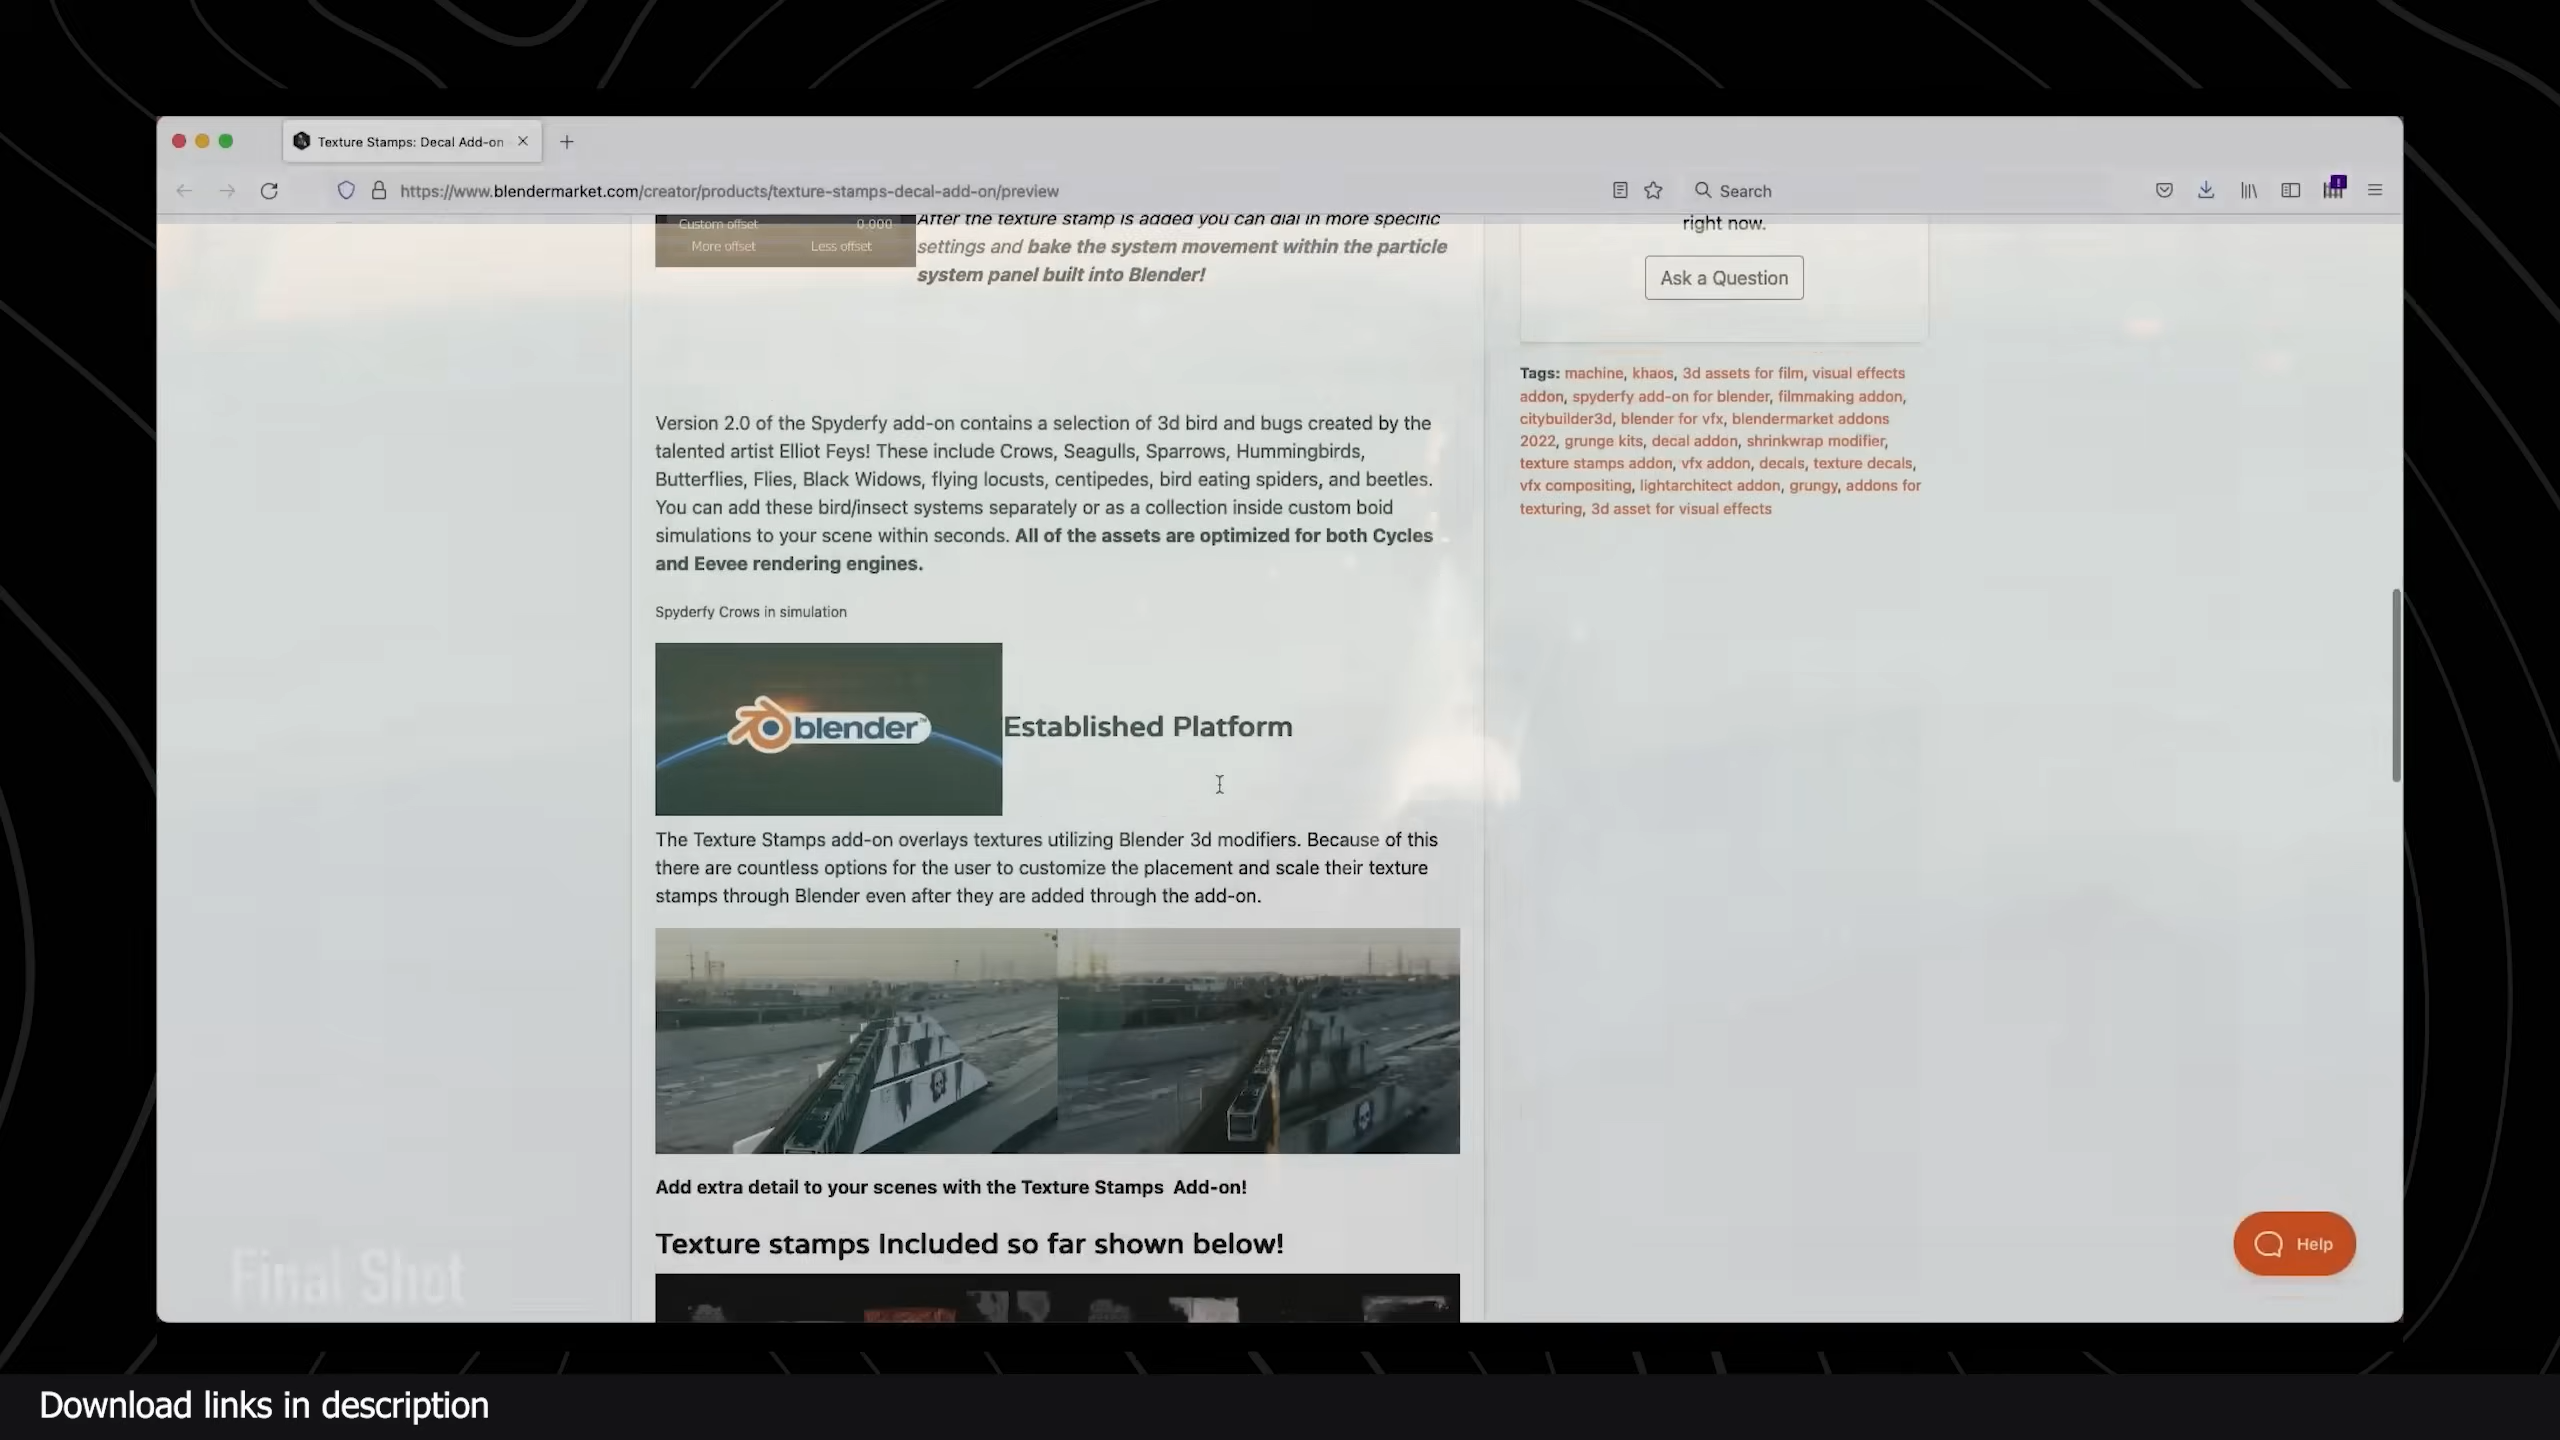 Texture Stamps: Decal Add-on
https://www.blendermarket.com/creator/products/texture-stamps-decal-add-on/preview
Search
Custom offset 0.000
More offset Less offset
After the texture stamp is added you can dial in more specific
settings and bake the system movement within the particle
system panel built into Blender!
right now.
Ask a Question
Tags: machine, khaos, 3d assets for film, visual effects
addon, spyderfy add-on for blender, filmmaking addon,
citybuilder3d, blender for vfx, blendermarket addons
2022, grunge kits, decal addon, shrinkwrap modifier,
texture stamps addon, vfx addon, decals, texture decals,
vfx compositing, lightarchitect addon, grungy, addons for
texturing, 3d asset for visual effects
Version 2.0 of the Spyderfy add-on contains a selection of 3d bird and bugs created by the
talented artist Elliot Feys! These include Crows, Seagulls, Sparrows, Hummingbirds,
Butterflies, Flies, Black Widows, flying locusts, centipedes, bird eating spiders, and beetles.
You can add these bird/insect systems separately or as a collection inside custom boid
simulations to your scene within seconds. All of the assets are optimized for both Cycles
and Eevee rendering engines.
Spyderfy Crows in simulation
blender™
Established Platform
The Texture Stamps add-on overlays textures utilizing Blender 3d modifiers. Because of this
there are countless options for the user to customize the placement and scale their texture
stamps through Blender even after they are added through the add-on.
Add extra detail to your scenes with the Texture Stamps Add-on!
Texture stamps Included so far shown below!
Final Shot
Help
Download links in description